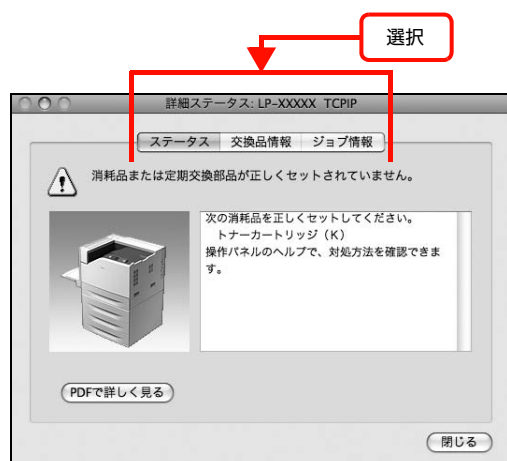 選択
詳細ステータス: LP-XXXXX TCPIP
ステータス 交換品情報 ジョブ情報
消耗品または定期交換部品が正しくセットされていません。
次の消耗品を正しくセットしてください。
トナーカートリッジ（K）
操作パネルのヘルプで、対処方法を確認できま
す。
PDFで詳しく見る
閉じる